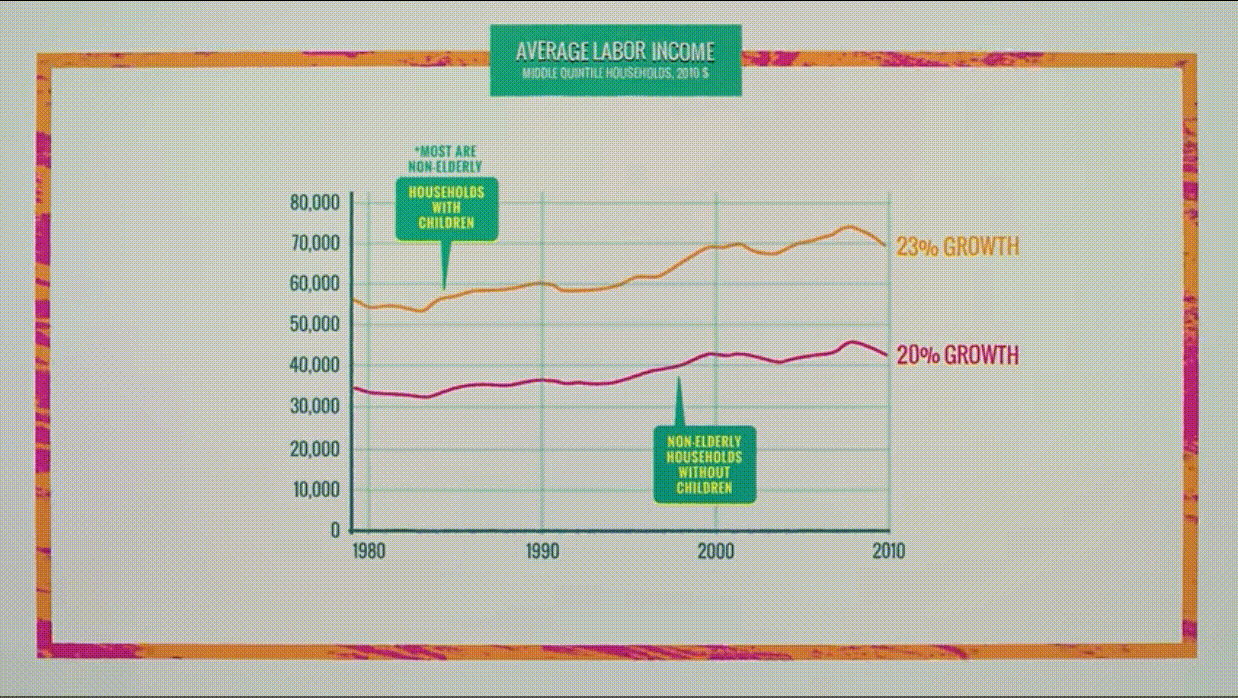 AVERAGE LABOR INCOME
MIDDLE QUINTILE HOUSEHOLDS, 2010 $
*MOST ARE
NON-ELDERLY
HOUSEHOLDS
WITH
CHILDREN
80,000
70,000
60,000
50,000
40,000
30,000
20,000
10,000
0
23% GROWTH
20% GROWTH
NON-ELDERLY
HOUSEHOLDS
WITHOUT
CHILDREN
1980
1990
2000
2010